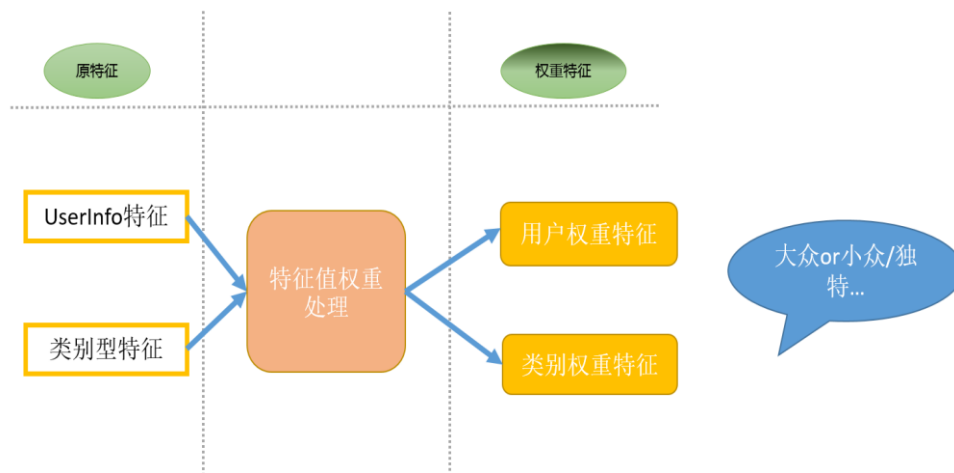 原特征
权重特征
UserInfo特征
类别型特征
特征值权重
处理
用户权重特征
类别权重特征
大众or小众/独
特...